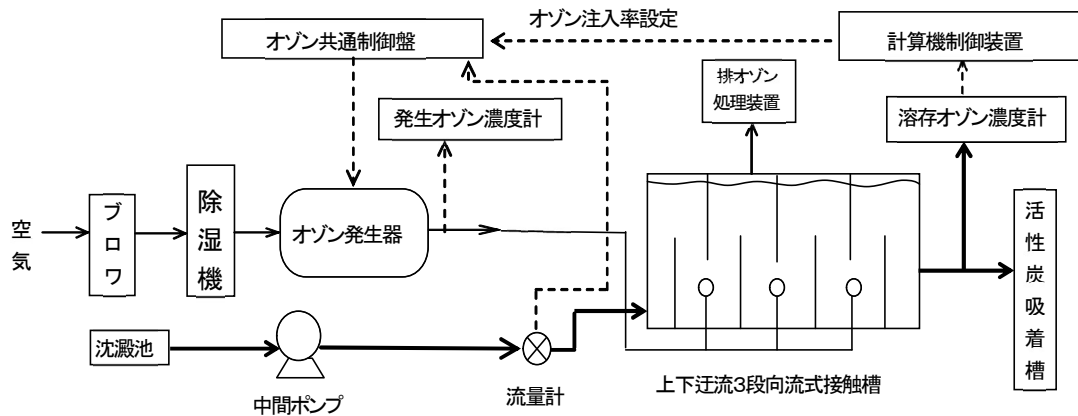 オゾン注入率設定
オゾン共通制御盤
計算機制御装置
排オゾン
処理装置
発生オゾン濃度計
溶存オゾン濃度計
空気
ブロワ
除湿機
オゾン発生器
活性炭吸着槽
沈澱池
中間ポンプ
流量計
上下迂流3段向流式接触槽